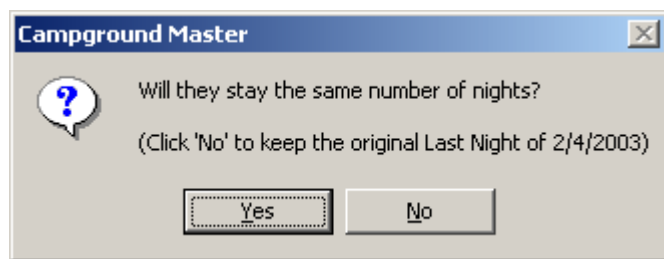 Campground Master
Will they stay the same number of nights?
(Click 'No' to keep the original Last Night of 2/4/2003)
Yes
No